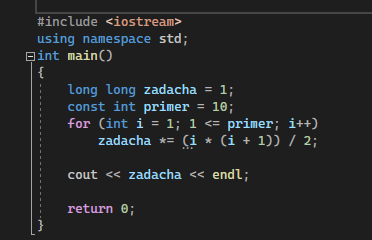 #include <iostream>
using namespace std;
int main()
{
long long zadacha = 1;
const int primer = 10;
for (int i = 1; 1 <= primer; i++)
zadacha *= (i * (i + 1)) / 2;
cout << zadacha << endl;
return 0;
}